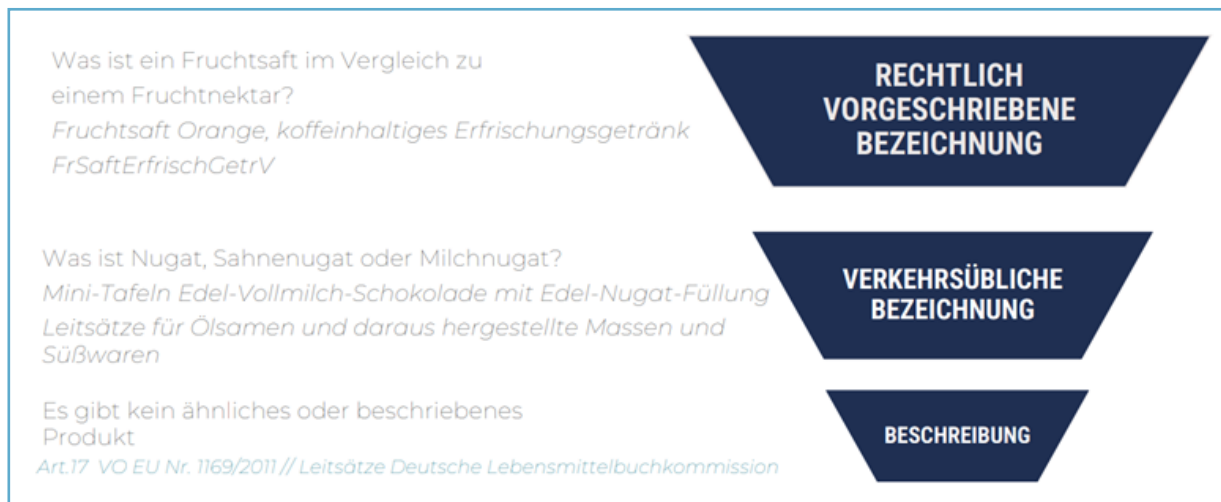 Was ist ein Fruchtsaft im Vergleich zu
einem Fruchtnektar?
Fruchtsaft Orange, koffeinhaltiges Erfrischungsgetränk
FrSaftErfrischGetrV
RECHTLICH
VORGESCHRIEBENE
BEZEICHNUNG
Was ist Nugat, Sahnenugat oder Milchnugat?
Mini-Tafeln Edel-Vollmilch-Schokolade mit Edel-Nugat-Füllung
Leitsätze für Ölsamen und daraus hergestellte Massen und
Süßwaren
VERKEHRSÜBLICHE
BEZEICHNUNG
Es gibt kein ähnliches oder beschriebenes
Produkt
Art.17 VO EU Nr. 1169/2011 // Leitsätze Deutsche Lebensmittelbuchkommission
BESCHREIBUNG